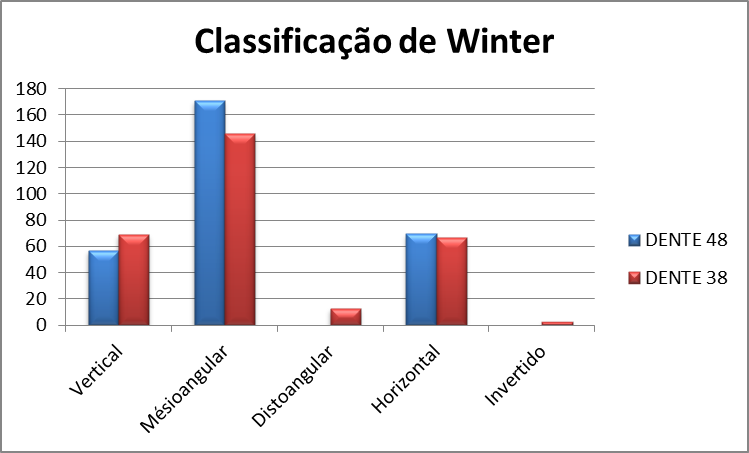 Classificação de Winter
180
160
140
120
100
80
60
40
20
0
Vertical
Mésioangular
Distoangular
Horizontal
Invertido
DENTE 48
DENTE 38